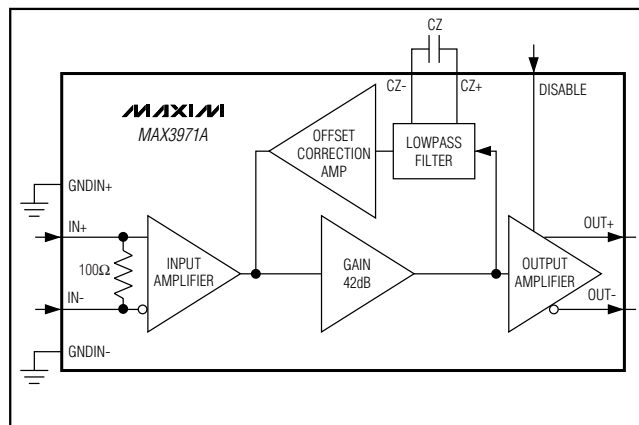 CZ
CZ-
CZ+
DISABLE
MAXIM
MAX3971A
OFFSET
CORRECTION
AMP
LOWPASS
FILTER
GNDIN+
IN+
100Ω
IN-
GNDIN-
INPUT
AMPLIFIER
GAIN
42dB
OUTPUT
AMPLIFIER
OUT+
OUT-